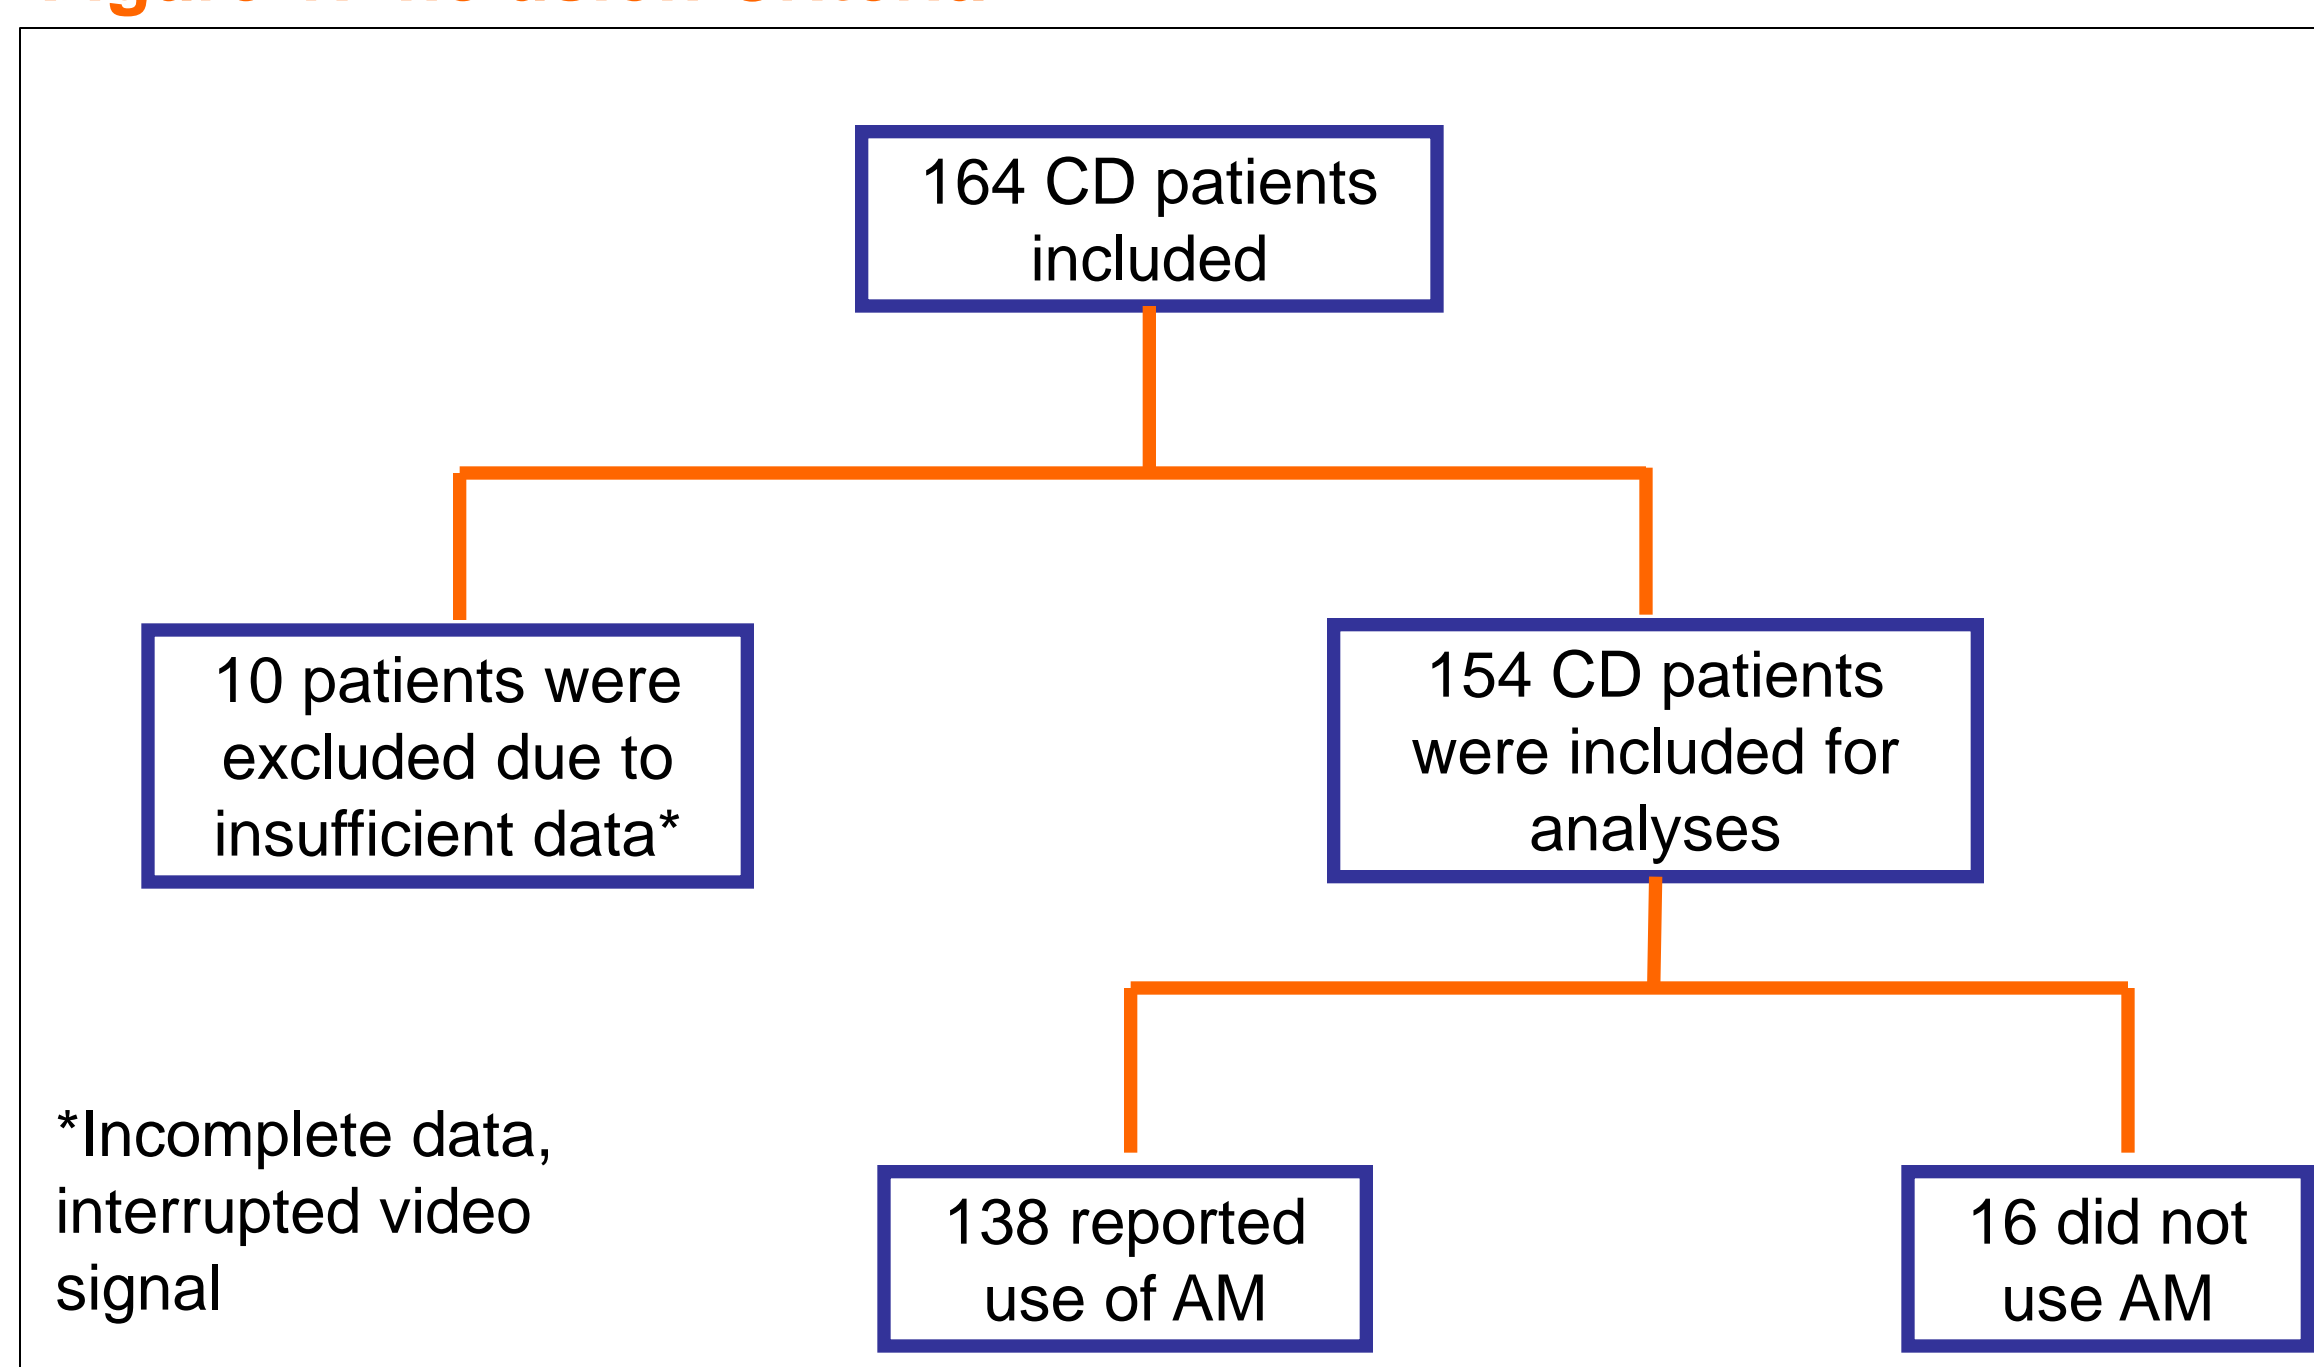 164 CD patients
included
10 patients were
excluded due to
insufficient data*
154 CD patients
were included for
analyses
*Incomplete data,
interrupted video
signal
138 reported
use of AM
16 did not
use AM